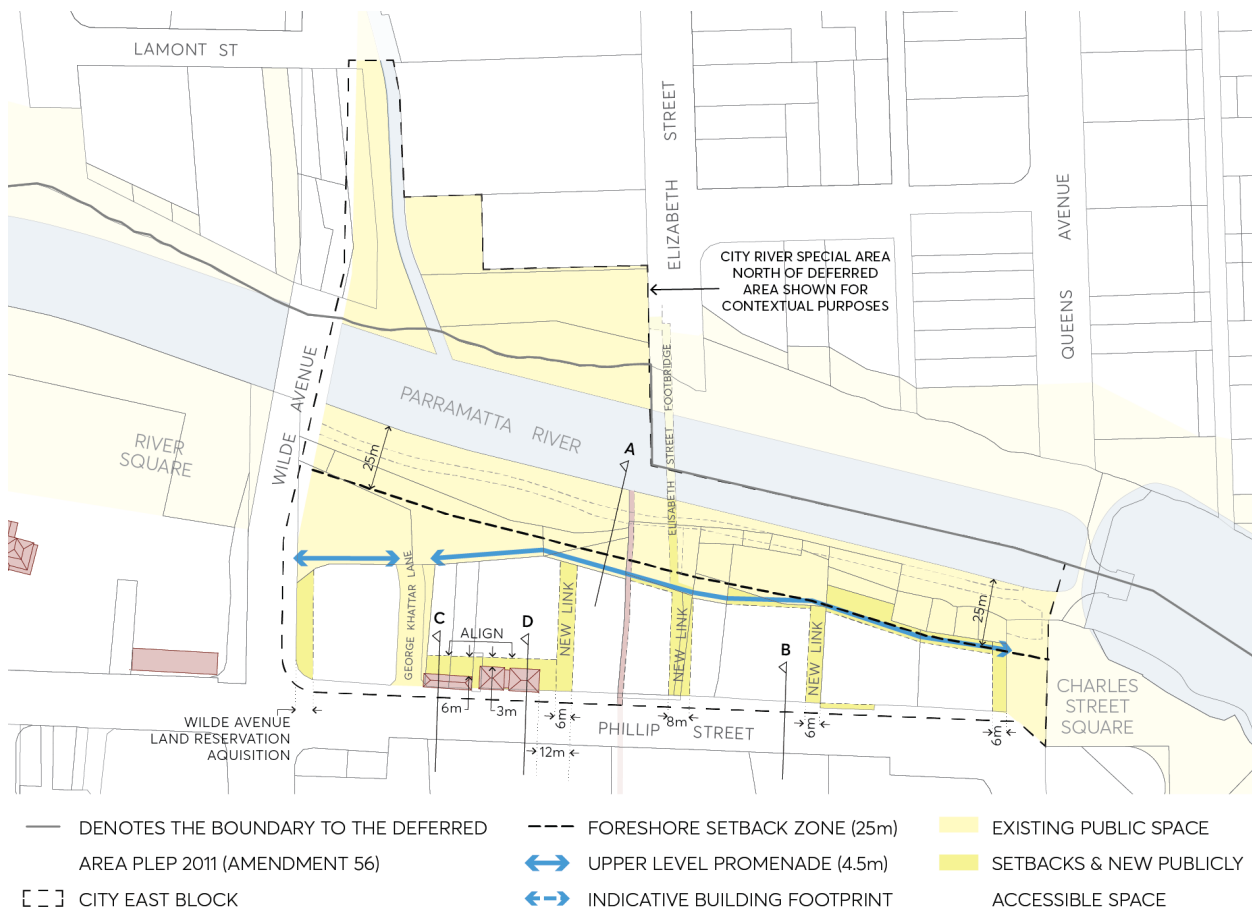 LAMONT ST
ELIZABETH STREET
QUEENS AVENUE
CITY RIVER SPECIAL AREA
NORTH OF DEFERRED
AREA SHOWN FOR
CONTEXTUAL PURPOSES
WILDE AVENUE
RIVER
SQUARE
PARRAMATTA RIVER
ELISABETH STREET FOOTBRIDGE
25m
A
25m
GEORGE KHATTAR LANE
C
ALIGN
D
NEW LINK
NEW LINK
B
NEW LINK
6m
3m
6m
8m
6m
6m
12m
WILDE AVENUE
LAND RESERVATION
AQUISITION
PHILLIP STREET
CHARLES
STREET
SQUARE
DENOTES THE BOUNDARY TO THE DEFERRED
AREA PLEP 2011 (AMENDMENT 56)
CITY EAST BLOCK
FORESHORE SETBACK ZONE (25m)
UPPER LEVEL PROMENADE (4.5m)
INDICATIVE BUILDING FOOTPRINT
EXISTING PUBLIC SPACE
SETBACKS & NEW PUBLICLY
ACCESSIBLE SPACE